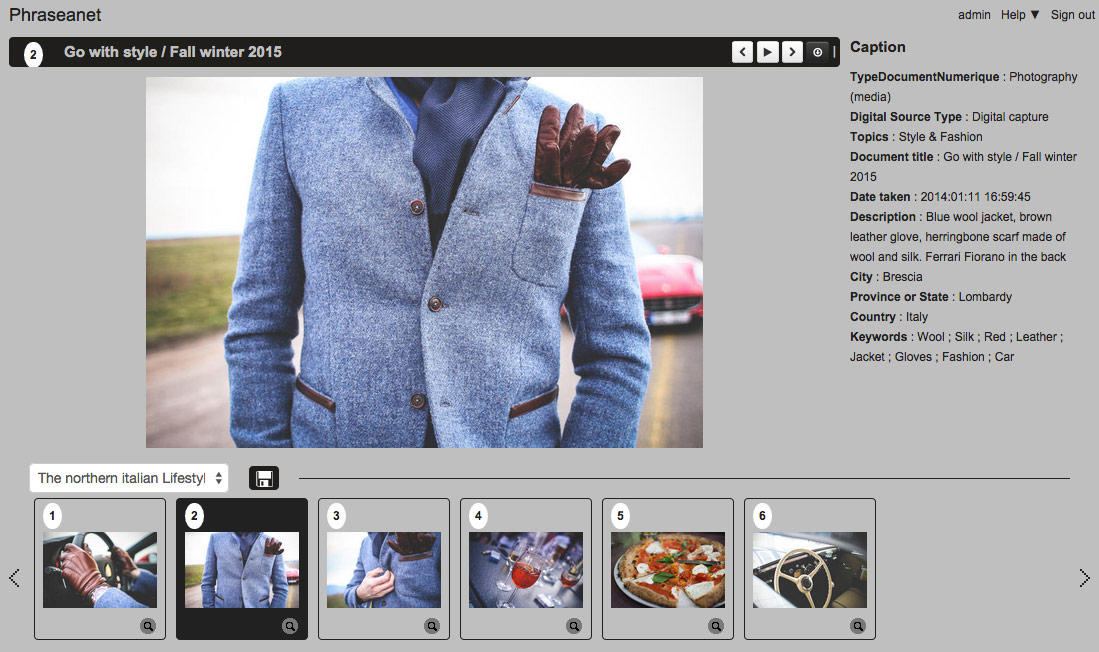 Phraseanet
admin Help ▼ Sign out
2 Go with style / Fall winter 2015
Caption
TypeDocumentNumerique : Photography
(media)
Digital Source Type : Digital capture
Topics : Style & Fashion
Document title : Go with style / Fall winter
2015
Date taken : 2014:01:11 16:59:45
Description : Blue wool jacket, brown
leather glove, herringbone scarf made of
wool and silk. Ferrari Fiorano in the back
City : Brescia
Province or State : Lombardy
Country : Italy
Keywords : Wool ; Silk ; Red ; Leather ;
Jacket ; Gloves ; Fashion ; Car
The northern italian Lifestyl
1 2 3 4 5 6